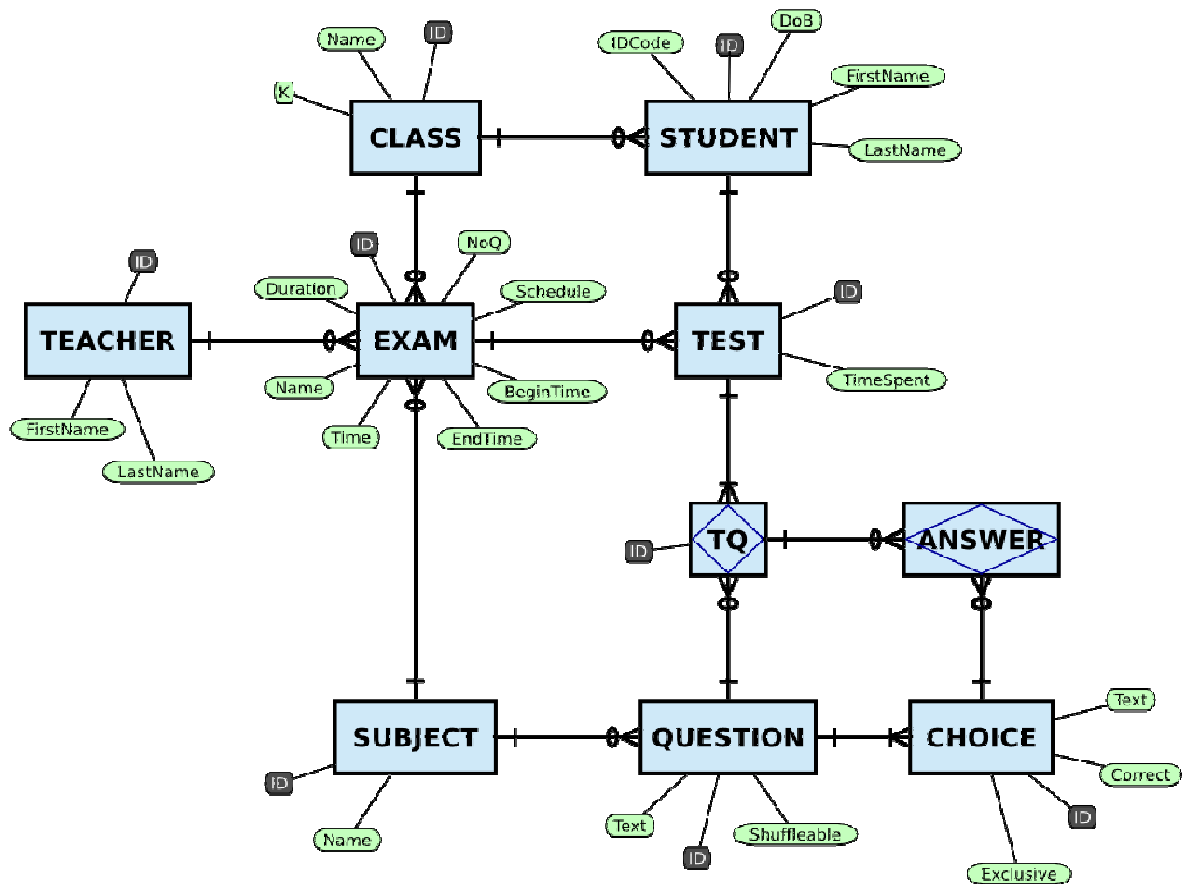 DoB
ID
Name
IDCode
ID
FirstName
K
CLASS
STUDENT
LastName
ID
NoQ
ID
Duration
Schedule
ID
TEACHER
EXAM
TEST
Name
BeginTime
TimeSpent
FirstName
Time
EndTime
LastName
ID
TQ
ANSWER
Text
SUBJECT
QUESTION
CHOICE
ID
Correct
Name
Text
Shuffleable
ID
ID
Exclusive